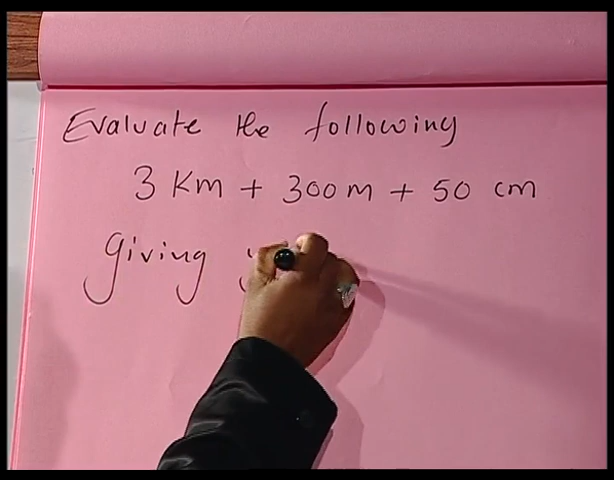 Evaluate the following
3 Km + 300 m + 50 cm
Giving